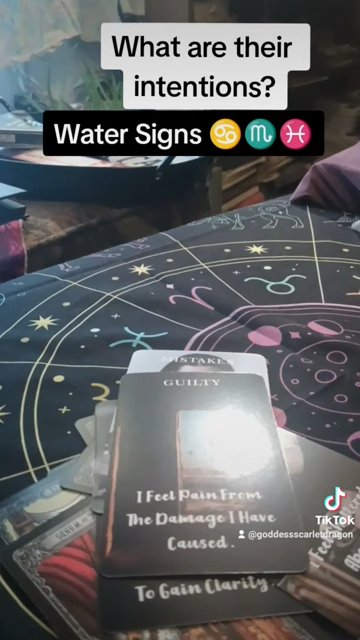 What are their
intentions?
Water Signs ♋♏♓
MISTAKES
GUILTY
I Feel Pain From
The Damage I Have
Caused.
To Gain Clarity.
TikTok
@goddessscarletdragon